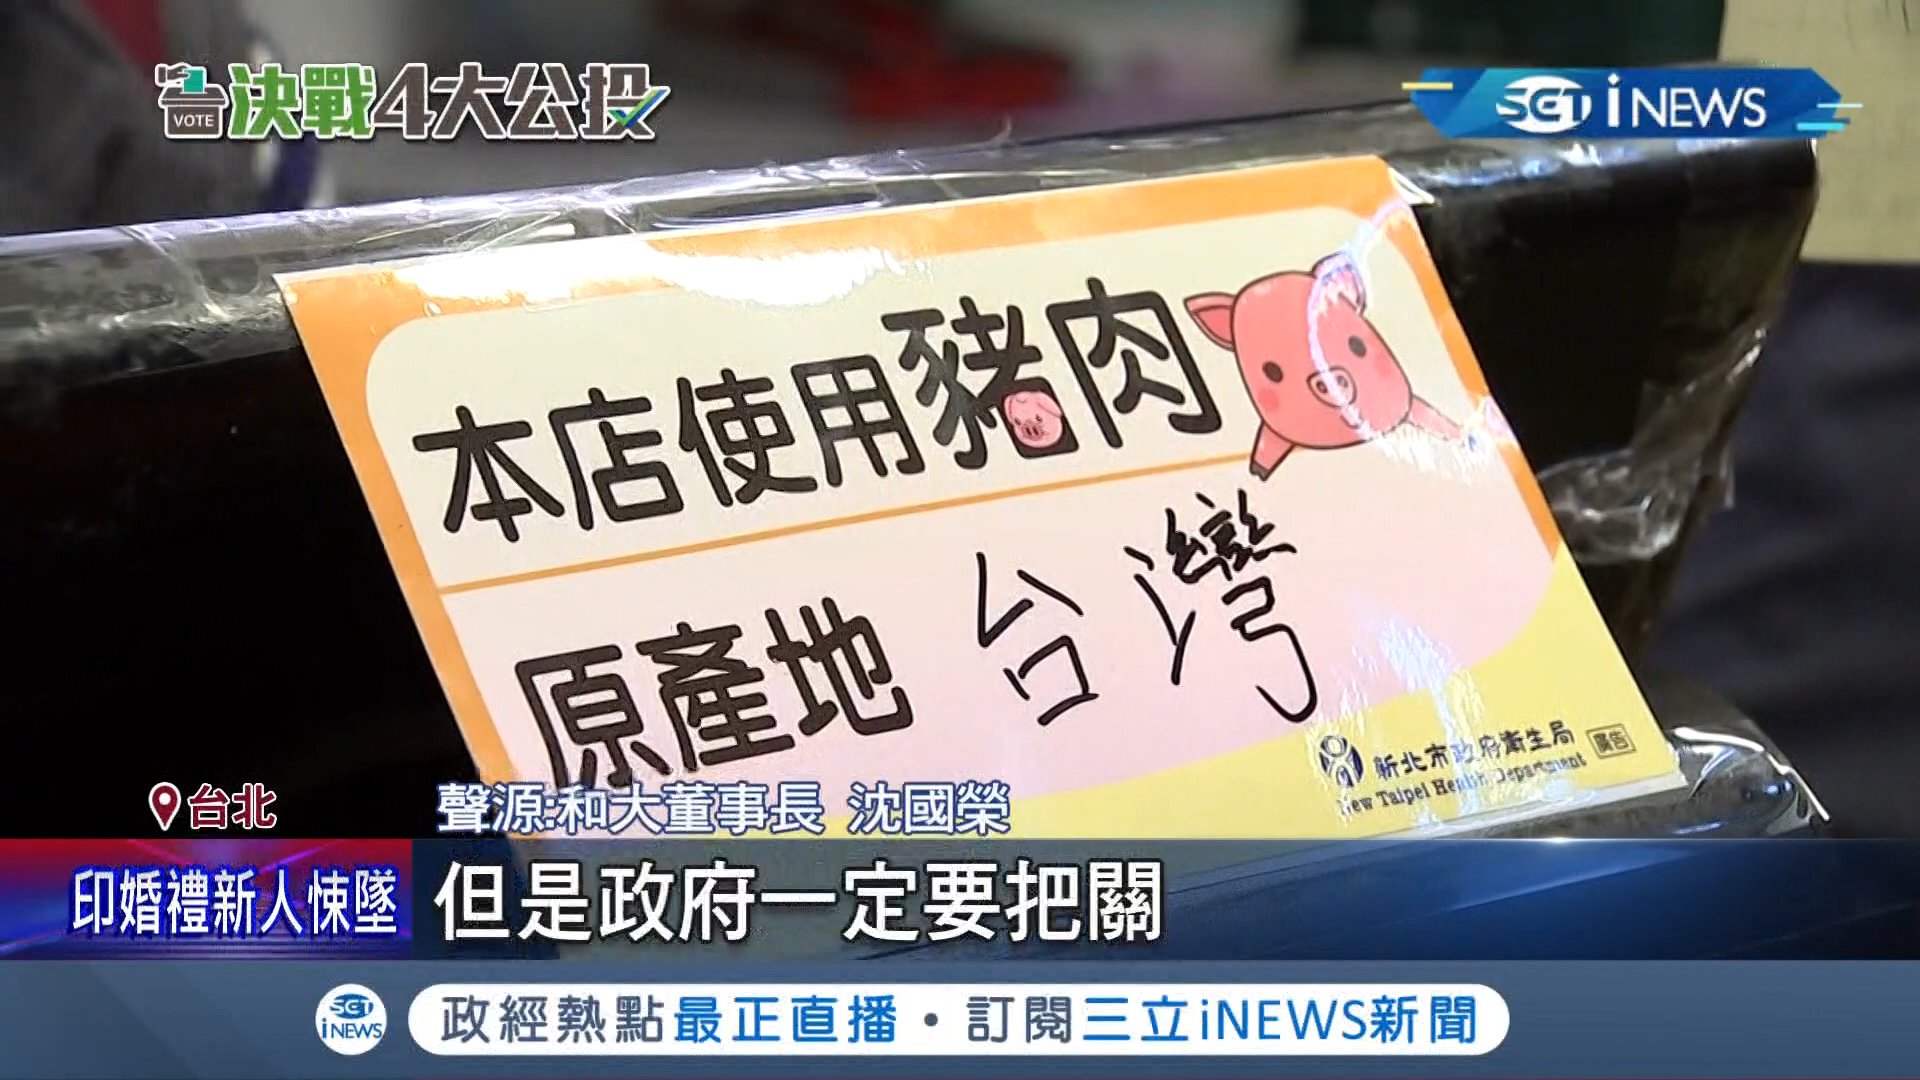 VOTE 決戰4大公投
SET iNEWS
本店使用豬肉
原產地 台灣
新北市政府衛生局 廣告
New Taipei Health Department
台北
聲源:和大董事長 沈國榮
印婚禮新人悚墜
但是政府一定要把關
SET iNEWS
政經熱點最正直播・訂閱三立iNEWS新聞